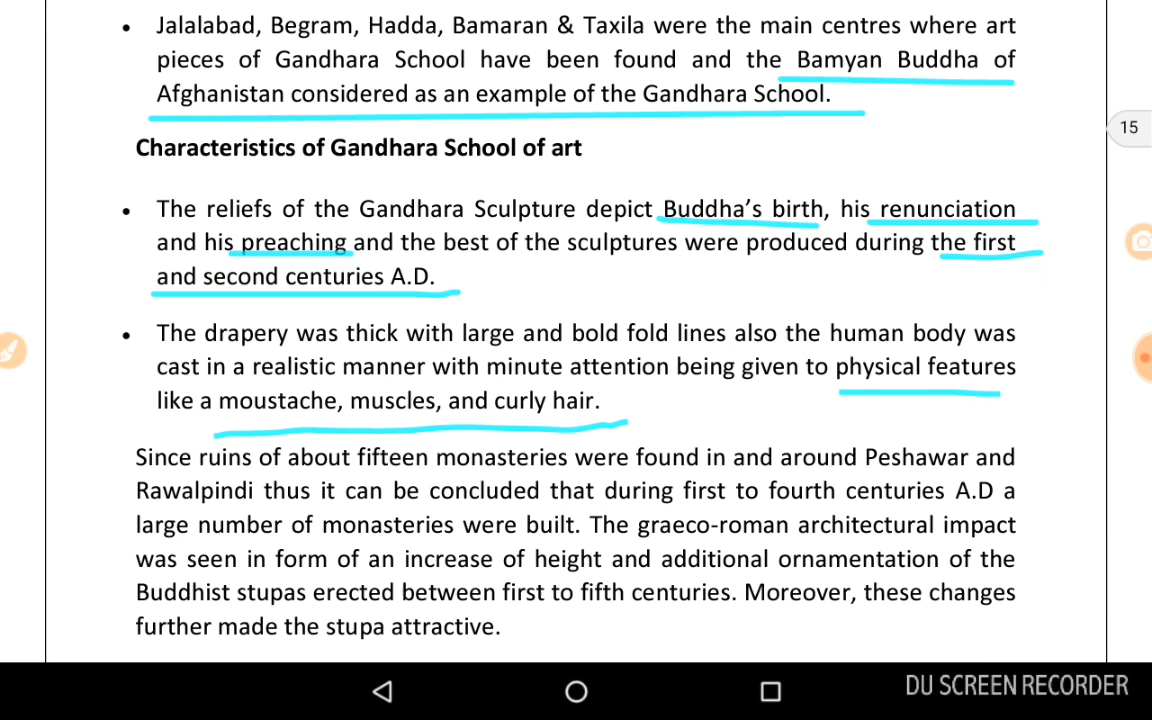 • Jalalabad, Begram, Hadda, Bamaran & Taxila were the main centres where art
pieces of Gandhara School have been found and the Bamyan Buddha of
Afghanistan considered as an example of the Gandhara School.
Characteristics of Gandhara School of art
• The reliefs of the Gandhara Sculpture depict Buddha’s birth, his renunciation
and his preaching and the best of the sculptures were produced during the first
and second centuries A.D.
• The drapery was thick with large and bold fold lines also the human body was
cast in a realistic manner with minute attention being given to physical features
like a moustache, muscles, and curly hair.
Since ruins of about fifteen monasteries were found in and around Peshawar and
Rawalpindi thus it can be concluded that during first to fourth centuries A.D a
large number of monasteries were built. The graeco-roman architectural impact
was seen in form of an increase of height and additional ornamentation of the
Buddhist stupas erected between first to fifth centuries. Moreover, these changes
further made the stupa attractive.
15
DU SCREEN RECORDER